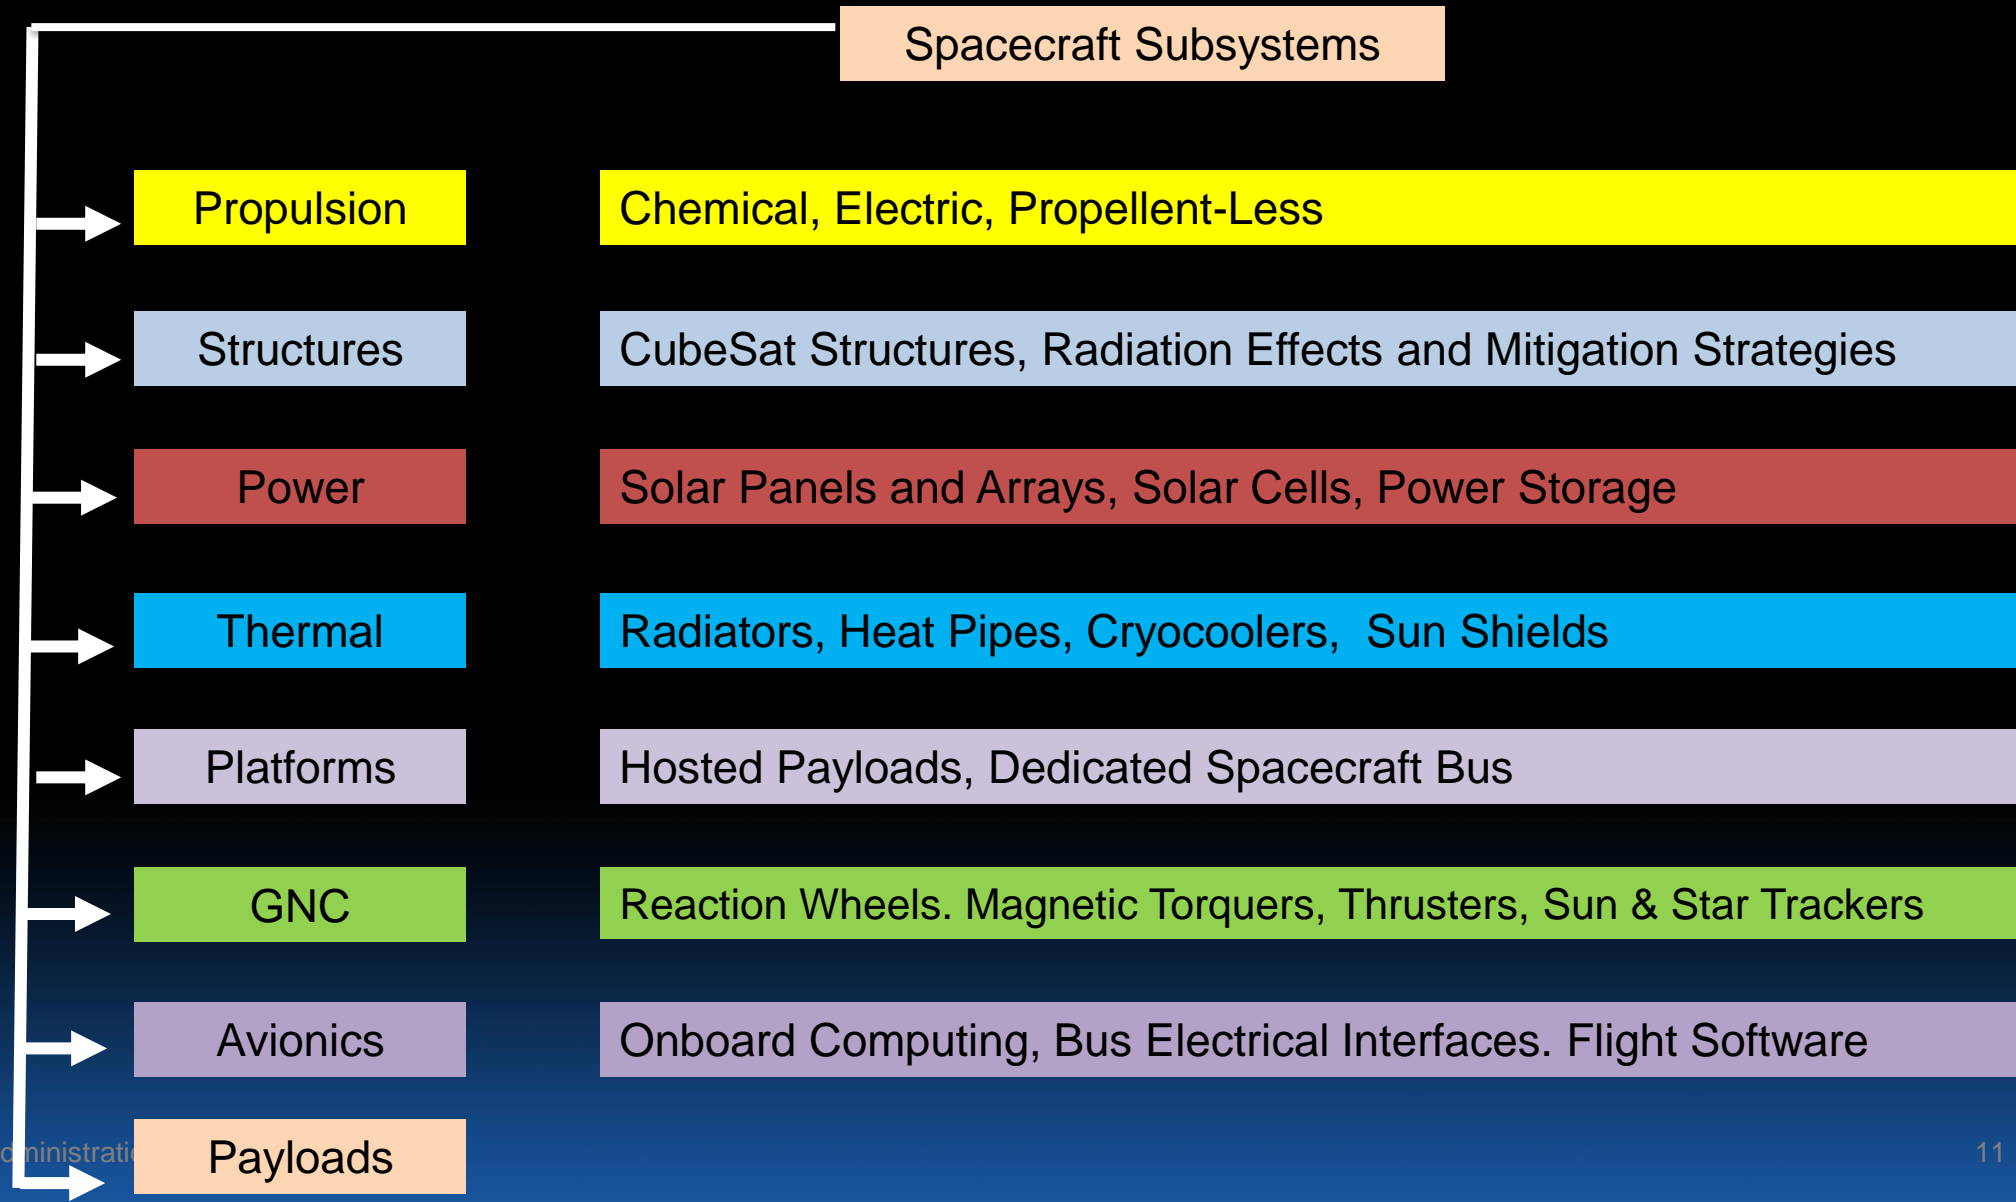 Spacecraft Subsystems
Propulsion
Chemical, Electric, Propellent-Less
Structures
CubeSat Structures, Radiation Effects and Mitigation Strategies
Power
Solar Panels and Arrays, Solar Cells, Power Storage
Thermal
Radiators, Heat Pipes, Cryocoolers,  Sun Shields
Platforms
Hosted Payloads, Dedicated Spacecraft Bus
GNC
Reaction Wheels. Magnetic Torquers, Thrusters, Sun & Star Trackers
Avionics
Onboard Computing, Bus Electrical Interfaces. Flight Software
Payloads
11